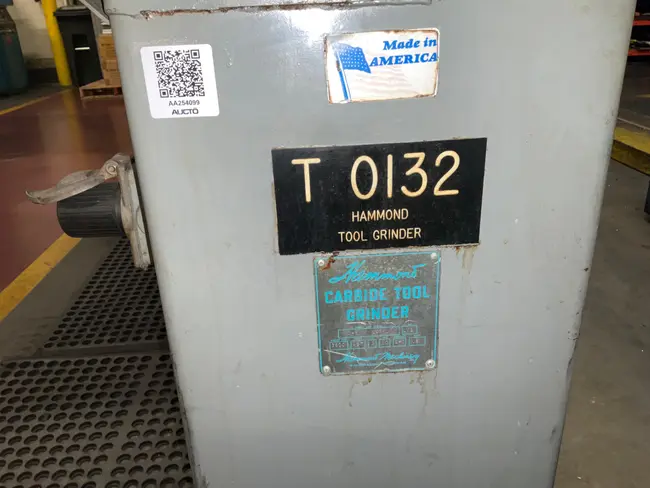 Made in
AMERICA
AA254099
AUCTO
T 0132
HAMMOND
TOOL GRINDER
Hammond
CARBIDE TOOL
GRINDER